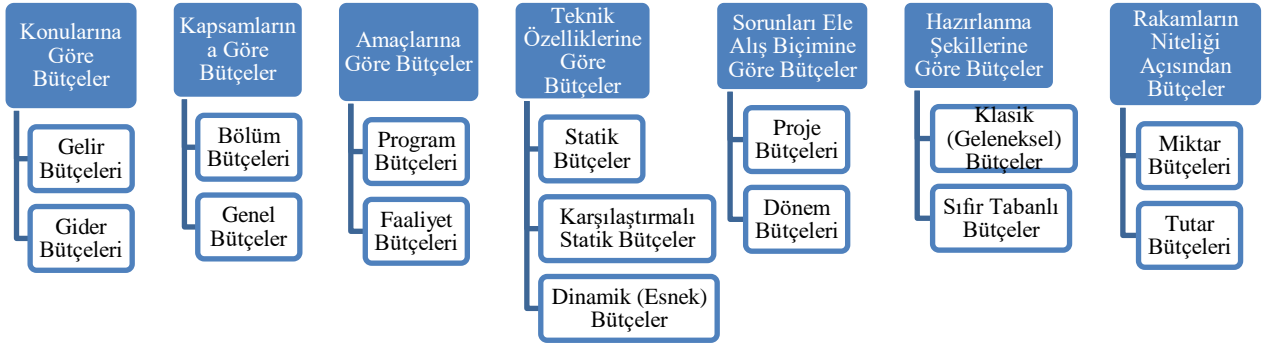 Konularına
Göre
Bütçeler
Gelir
Bütçeleri
Gider
Bütçeleri
Kapsamların
a Göre
Bütçeler
Bölüm
Bütçeleri
Genel
Bütçeler
Amaçlarına
Göre Bütçeler
Program
Bütçeleri
Faaliyet
Bütçeleri
Teknik
Özelliklerine
Göre
Bütçeler
Statik
Bütçeler
Karşılaştırmalı
Statik Bütçeler
Dinamik (Esnek)
Bütçeler
Sorunları Ele
Alış Biçimine
Göre Bütçeler
Proje
Bütçeleri
Dönem
Bütçeleri
Hazırlanma
Şekillerine
Göre Bütçeler
Klasik
(Geleneksel)
Bütçeler
Sıfır Tabanlı
Bütçeler
Rakamların
Niteliği
Açısından
Bütçeler
Miktar
Bütçeleri
Tutar
Bütçeleri